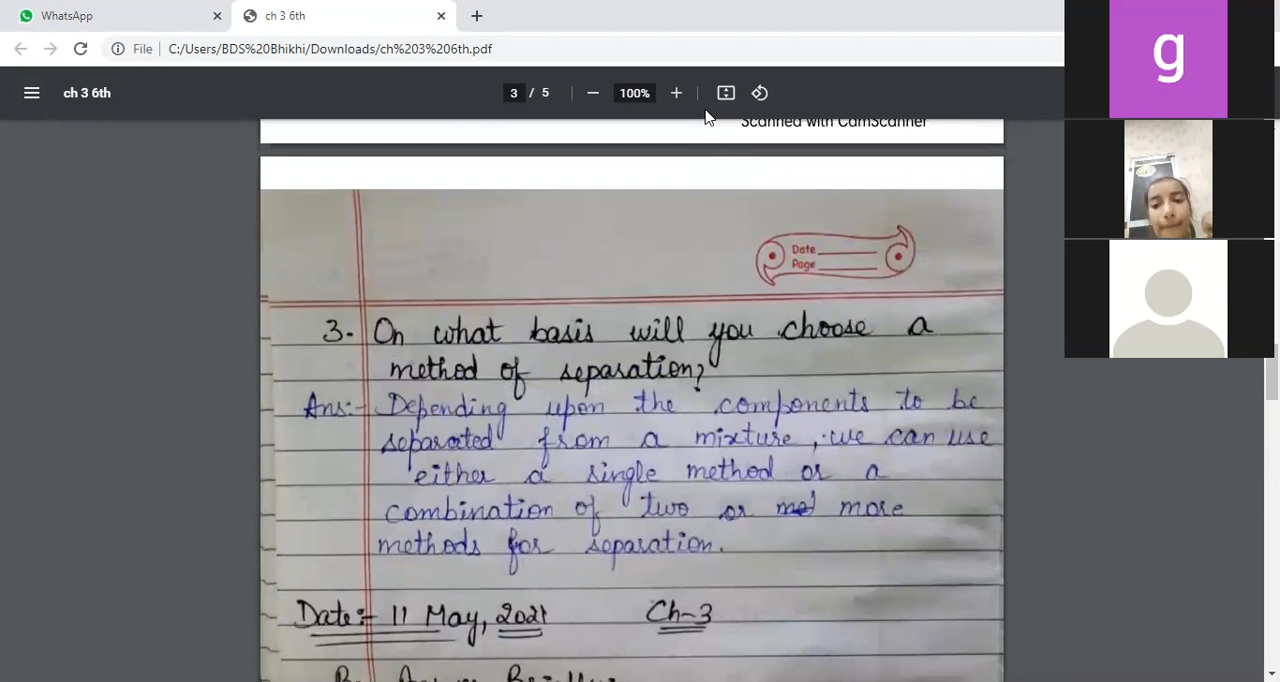 WhatsApp
ch 3 6th
File
C:/Users/BDS%20Bhikhi/Downloads/ch%203%206th.pdf
ch 3 6th
3 / 5
100%
g
Scanned with CamScanner
Date
Page
3- On what basis will you choose a
method of separation?
Ans:- Depending upon the components to be
separated from a mixture, we can use
either a single method or a
combination of two or more
methods for separation.
Date:- 11 May, 2021 Ch-3